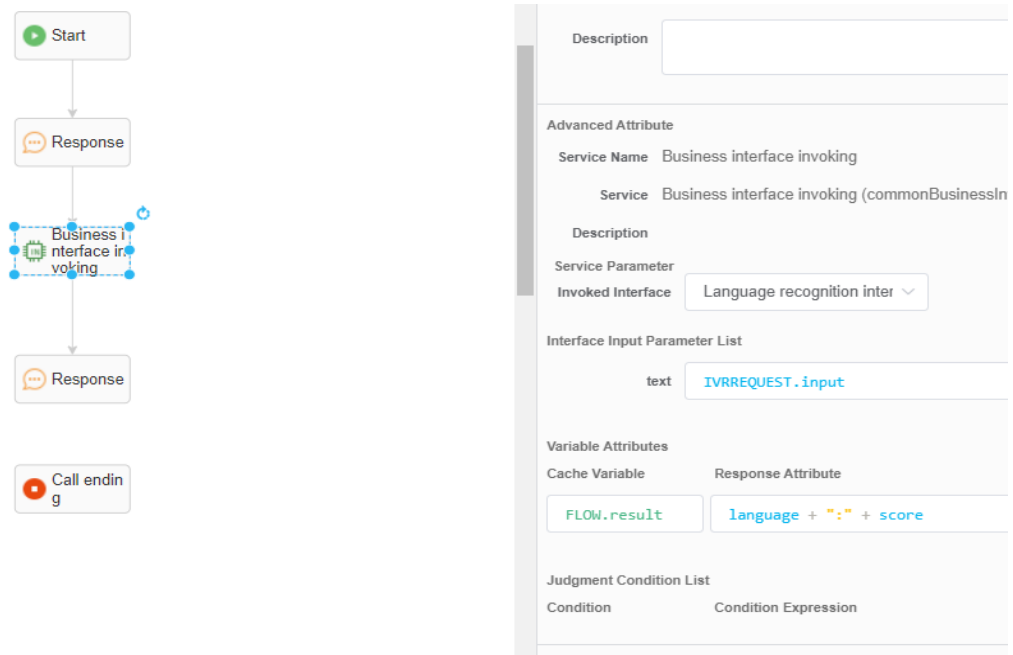 Start
Response
Business i
nterface in
voking
Response
Call endin
g
Description
Advanced Attribute
Service Name Business interface invoking
Service Business interface invoking (commonBusinessIn
Description
Service Parameter
Invoked Interface Language recognition inter
Interface Input Parameter List
text IVRREQUEST.input
Variable Attributes
Cache Variable Response Attribute
FLOW.result language + ":" + score
Judgment Condition List
Condition Condition Expression